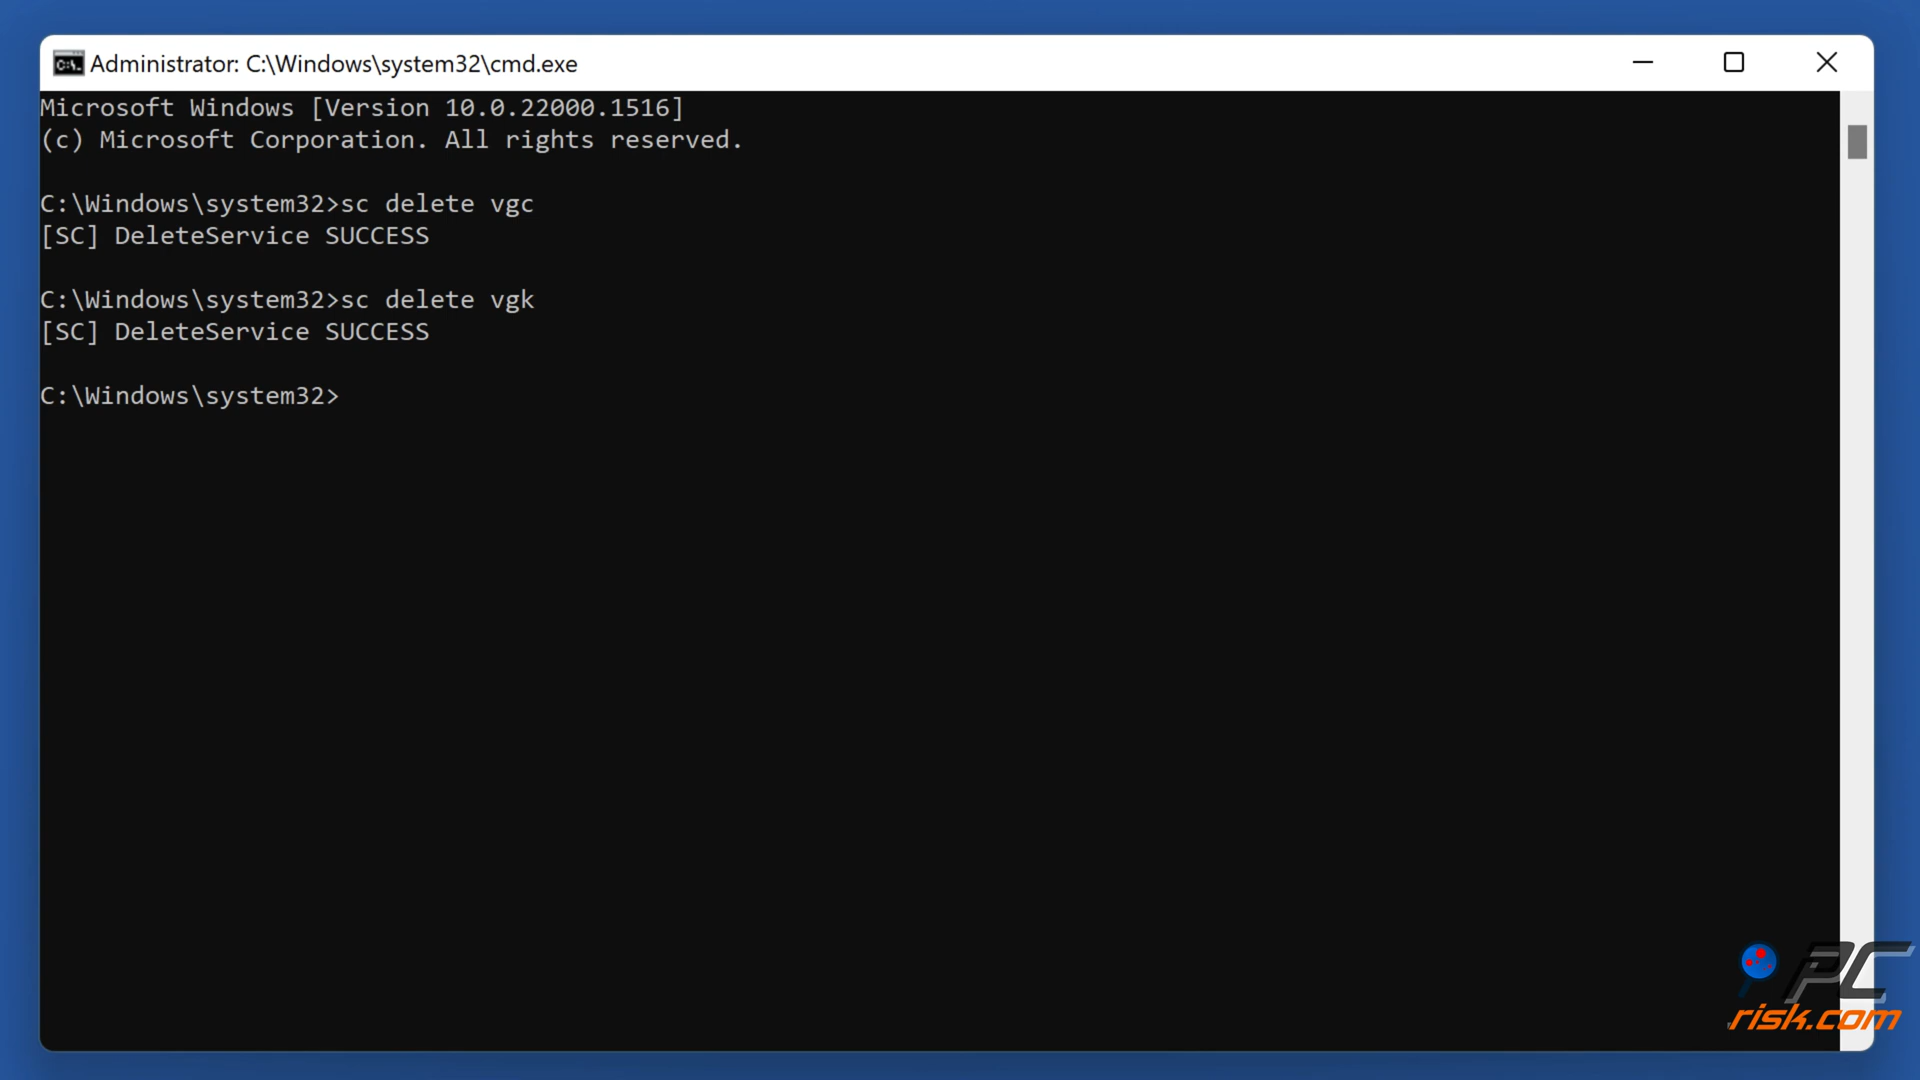 Administrator: C:\Windows\system32\cmd.exe
Microsoft Windows [Version 10.0.22000.1516]
(c) Microsoft Corporation. All rights reserved.
C:\Windows\system32>sc delete vgc
[SC] DeleteService SUCCESS
C:\Windows\system32>sc delete vgk
[SC] DeleteService SUCCESS
C:\Windows\system32>
PC
risk.com